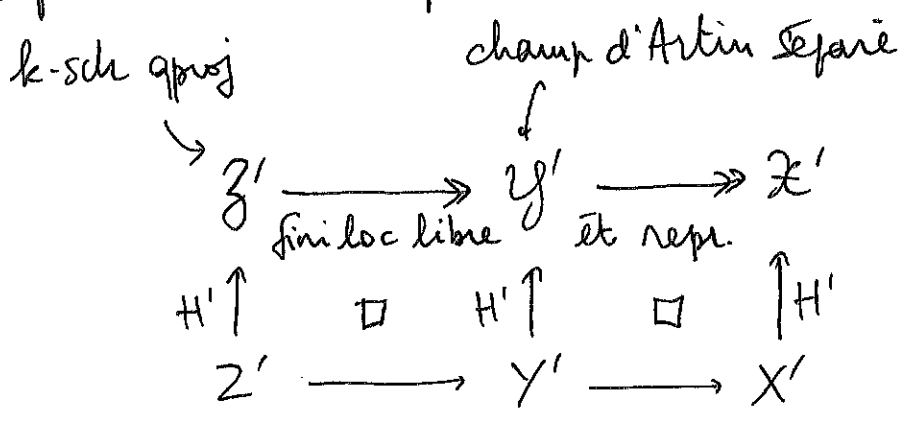 k-sch qproj champ d'Artin séparé
𝒵' 𝒴' 𝒳'
fini loc libre ét repr.
H' □ H' □ H'
Z' Y' X'